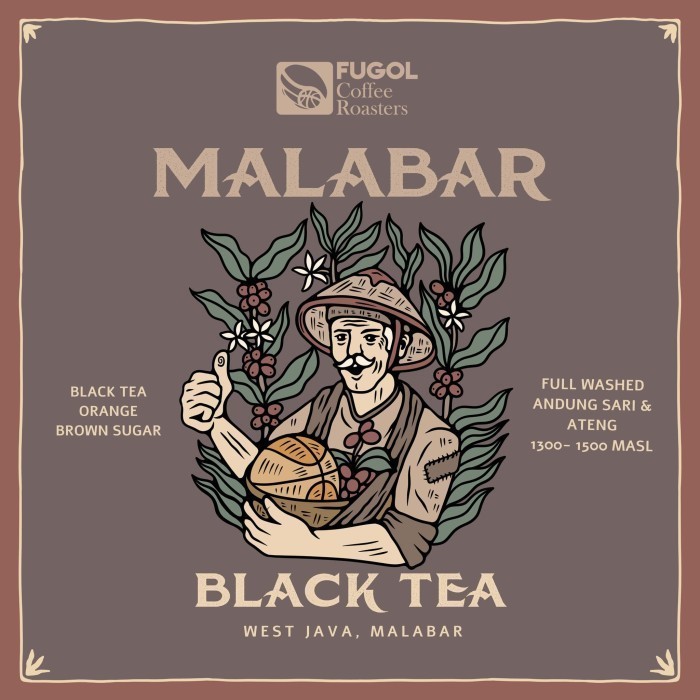 FUGOL
Coffee
Roasters
MALABAR
BLACK TEA
ORANGE
BROWN SUGAR
FULL WASHED
ANDUNG SARI &
ATENG
1300- 1500 MASL
BLACK TEA
WEST JAVA, MALABAR